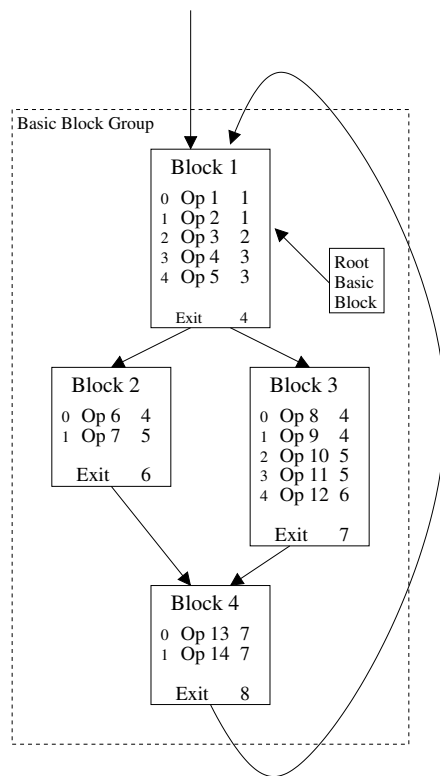 Basic Block Group
Block 1
0 Op 1 1
1 Op 2 1
2 Op 3 2
3 Op 4 3
4 Op 5 3
Exit 4
Root
Basic
Block
Block 2
0 Op 6 4
1 Op 7 5
Exit 6
Block 3
0 Op 8 4
1 Op 9 4
2 Op 10 5
3 Op 11 5
4 Op 12 6
Exit 7
Block 4
0 Op 13 7
1 Op 14 7
Exit 8